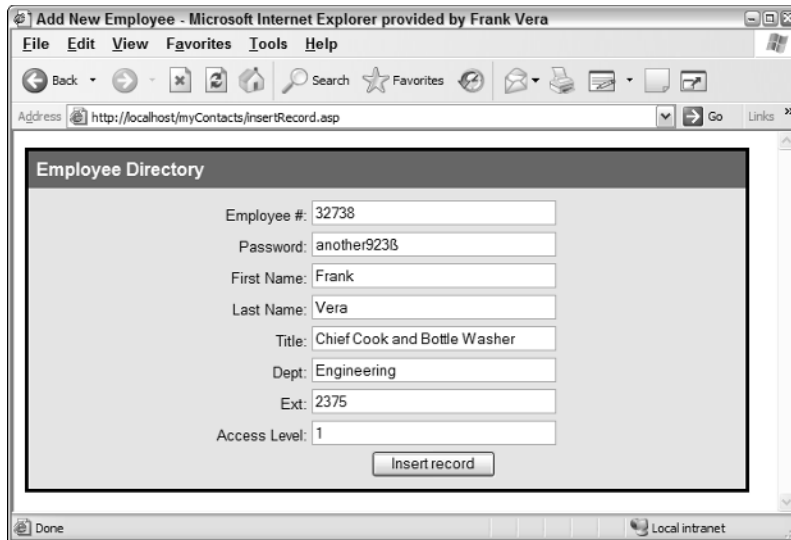 Add New Employee - Microsoft Internet Explorer provided by Frank Vera
File Edit View Favorites Tools Help
Back Search Favorites
Address http://localhost/myContacts/insertRecord.asp Go Links »
Employee Directory
Employee #: 32738
Password: another923ß
First Name: Frank
Last Name: Vera
Title: Chief Cook and Bottle Washer
Dept: Engineering
Ext: 2375
Access Level: 1
Insert record
Done Local intranet